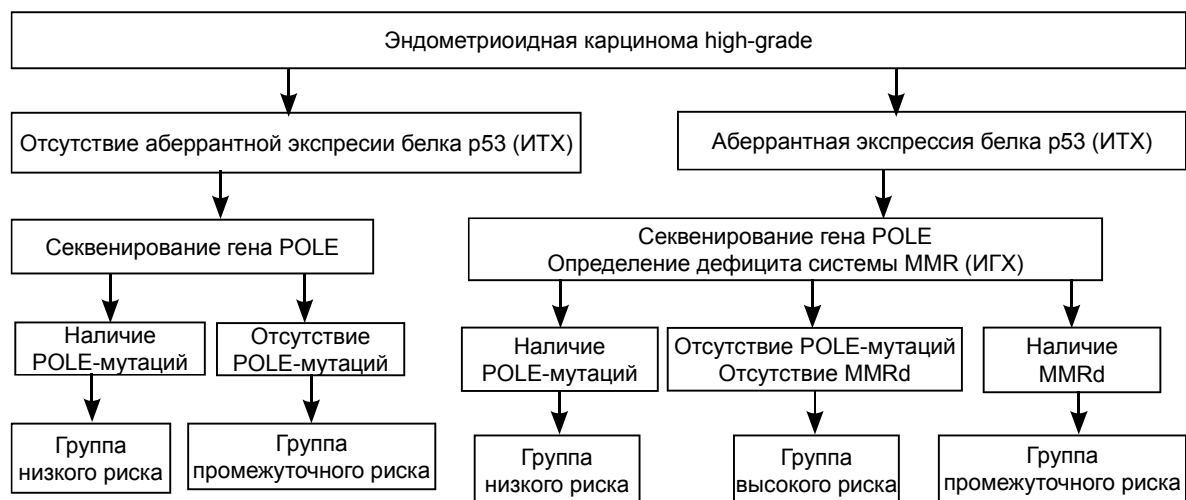 Эндометриоидная карцинома high-grade
Отсутствие аберрантной экспресии белка p53 (ИТХ)
Аберрантная экспрессия белка p53 (ИТХ)
Секвенирование гена POLE
Секвенирование гена POLE
Определение дефицита системы MMR (ИГХ)
Наличие
POLE-мутаций
Отсутствие
POLE-мутаций
Наличие
POLE-мутаций
Отсутствие POLE-мутаций
Отсутствие MMRd
Наличие
MMRd
Группа
низкого риска
Группа
промежуточного риска
Группа
низкого риска
Группа
высокого риска
Группа
промежуточного риска